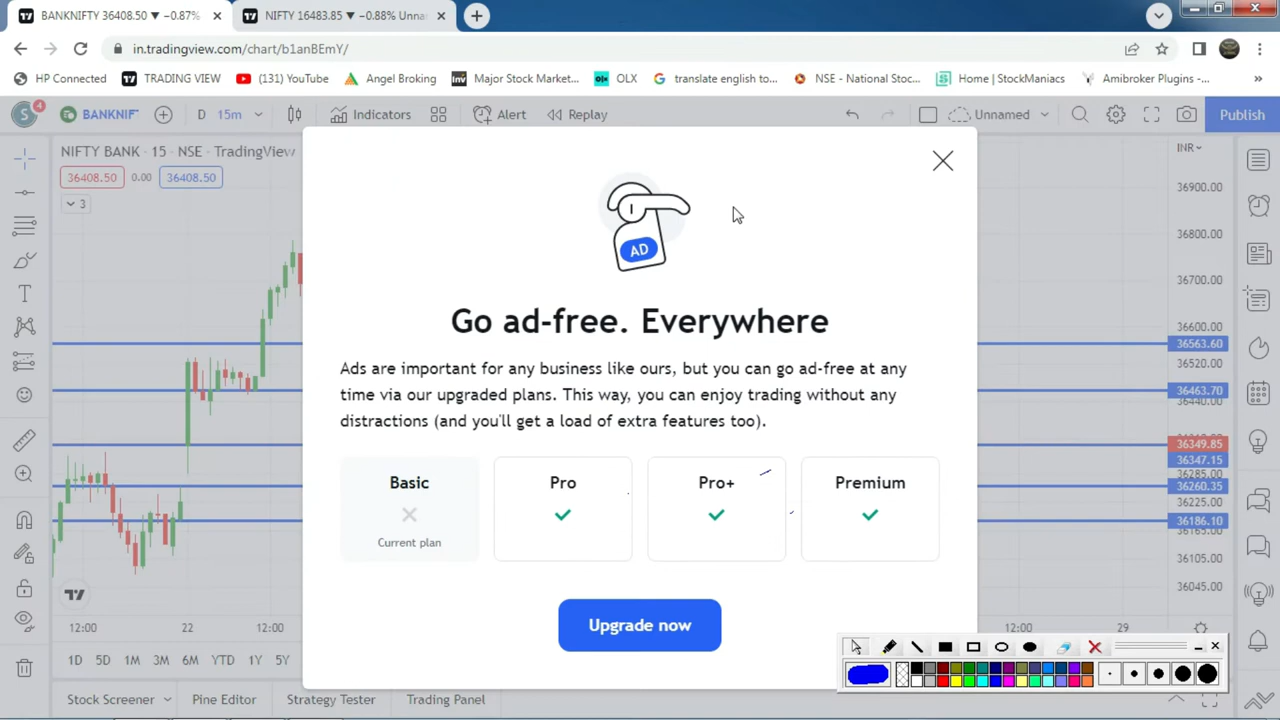 BANKNIFTY 36408.50 ▼ −0.87%
NIFTY 16483.85 ▼ −0.88% Unna
in.tradingview.com/chart/b1anBEmY/
HP Connected
TRADING VIEW
(131) YouTube
Angel Broking
Major Stock Market...
OLX
translate english to...
NSE - National Stoc...
Home | StockManiacs
Amibroker Plugins -...
S
4
BANKNIF
D
15m
Indicators
Alert
Replay
Unnamed
Publish
NIFTY BANK · 15 · NSE · TradingView
INR
36408.50
0.00
36408.50
3
36900.00
36800.00
36700.00
36600.00
36563.60
36520.00
36463.70
36440.00
36349.85
36347.15
36285.00
36260.35
36225.00
36186.10
36105.00
36045.00
AD
Go ad-free. Everywhere
Ads are important for any business like ours, but you can go ad-free at any
time via our upgraded plans. This way, you can enjoy trading without any
distractions (and you'll get a load of extra features too).
Basic
Current plan
Pro
Pro+
Premium
Upgrade now
12:00
22
12:00
12:00
29
1D
5D
1M
3M
6M
YTD
1Y
5Y
Stock Screener
Pine Editor
Strategy Tester
Trading Panel